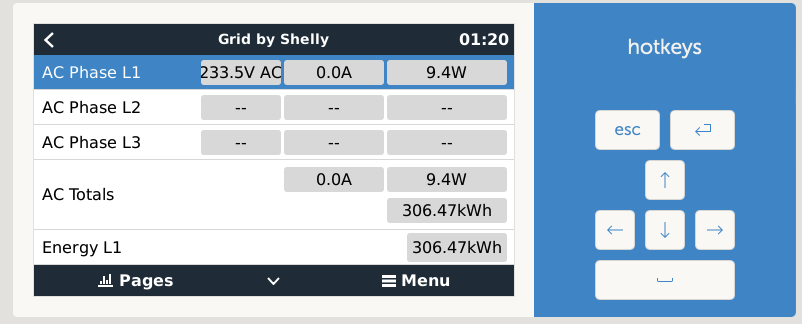 Grid by Shelly 01:20
hotkeys
AC Phase L1 233.5V AC 0.0A 9.4W
AC Phase L2 -- -- --
AC Phase L3 -- -- --
esc
AC Totals 0.0A 9.4W
306.47kWh
Energy L1 306.47kWh
Pages Menu